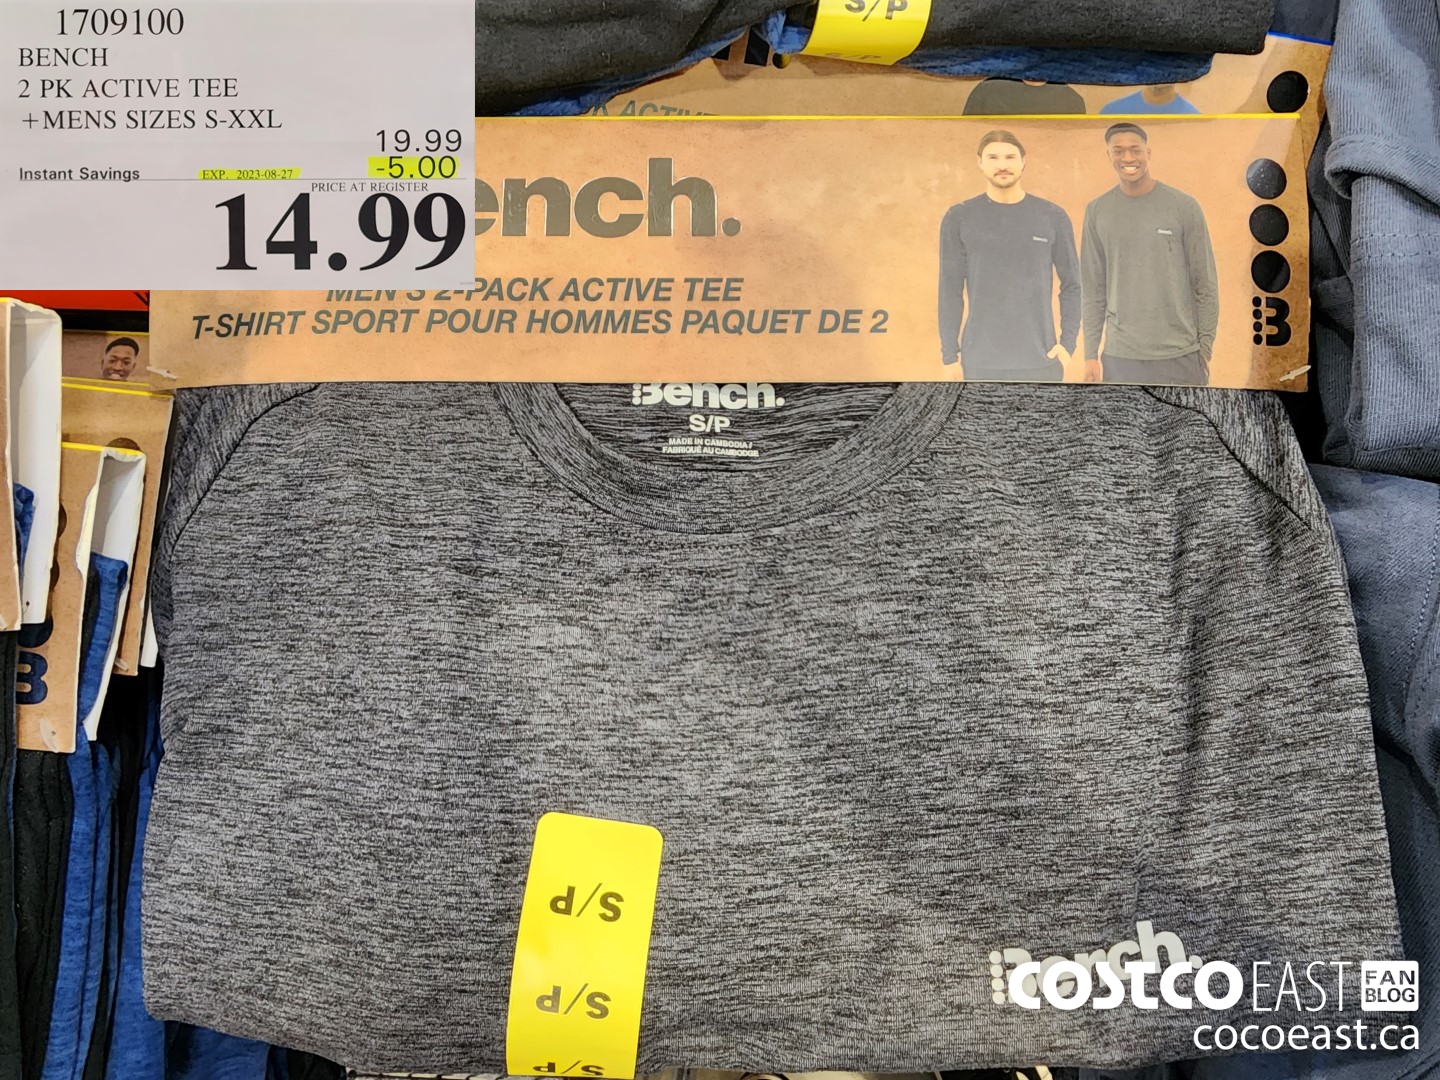 1709100
BENCH
2 PK ACTIVE TEE
+MENS SIZES S-XXL
19.99
-5.00
Instant Savings
EXP. 2023-08-27
PRICE AT REGISTER
14.99
S/P
ench.
MEN'S 2-PACK ACTIVE TEE
T-SHIRT SPORT POUR HOMMES PAQUET DE 2
B
Bench.
S/P
MADE IN CAMBODIA /
FABRIQUÉ AU CAMBODGE
S/P
S/P
S/P
Bench.
COSTCO EAST FAN BLOG
cocoeast.ca